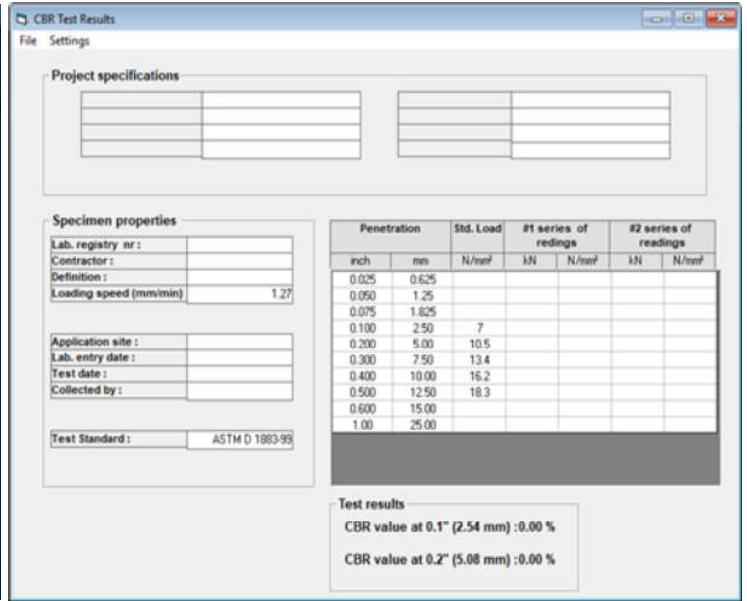 CBR Test Results
File Settings
Project specifications
Specimen properties
Lab. registry nr :
Contractor :
Definition :
Loading speed (mm/min) 1.27
Application site :
Lab. entry date :
Test date :
Collected by :
Test Standard : ASTM D 1883-99
Penetration Std. Load #1 series of redings #2 series of readings
inch mm N/mm² kN N/mm² kN N/mm²
0.025 0.625
0.050 1.25
0.075 1.825
0.100 2.50 7
0.200 5.00 10.5
0.300 7.50 13.4
0.400 10.00 16.2
0.500 12.50 18.3
0.600 15.00
1.00 25.00
Test results
CBR value at 0.1" (2.54 mm) :0.00 %
CBR value at 0.2" (5.08 mm) :0.00 %